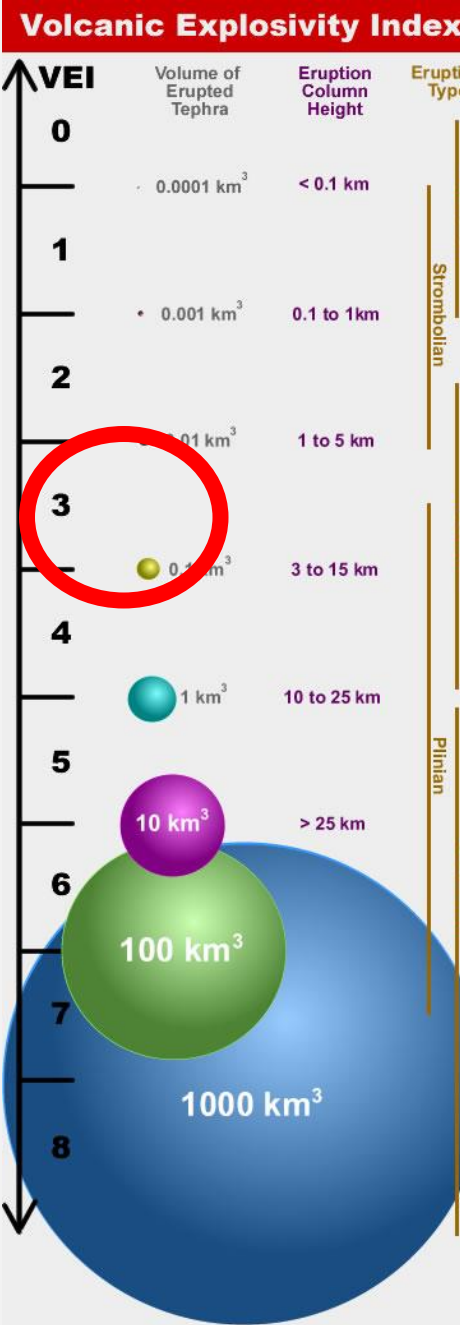 Volcanic Explosivity Index
VEI
Volume of
Erupted
Tephra
Eruption
Column
Height
0
0.0001 km³
< 0.1 km
1
0.001 km³
0.1 to 1km
Strombolian
2
1 to 5 km
3
3 to 15 km
4
1 km³
10 to 25 km
5
Plinian
10 km³
> 25 km
6
100 km³
7
1000 km³
8